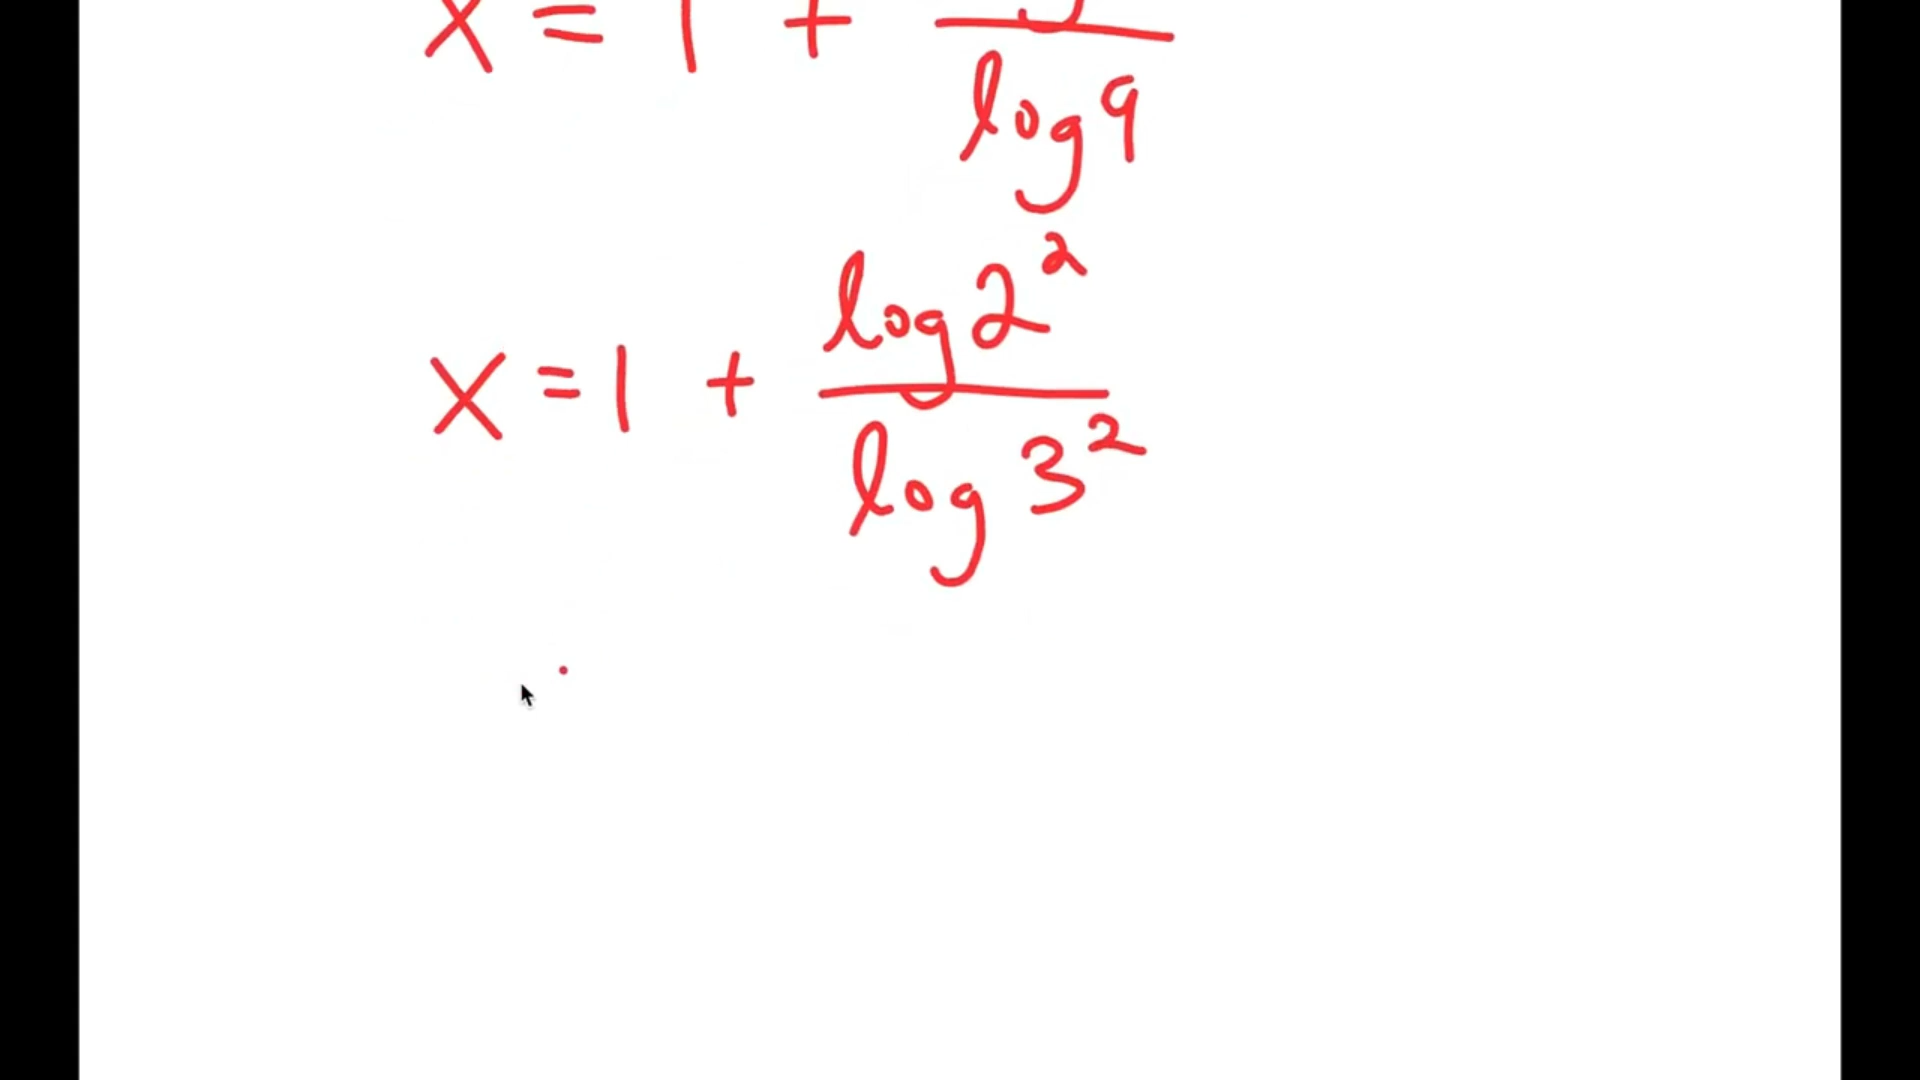 x = 1 +
log 9
x = 1 + log 2² / log 3²